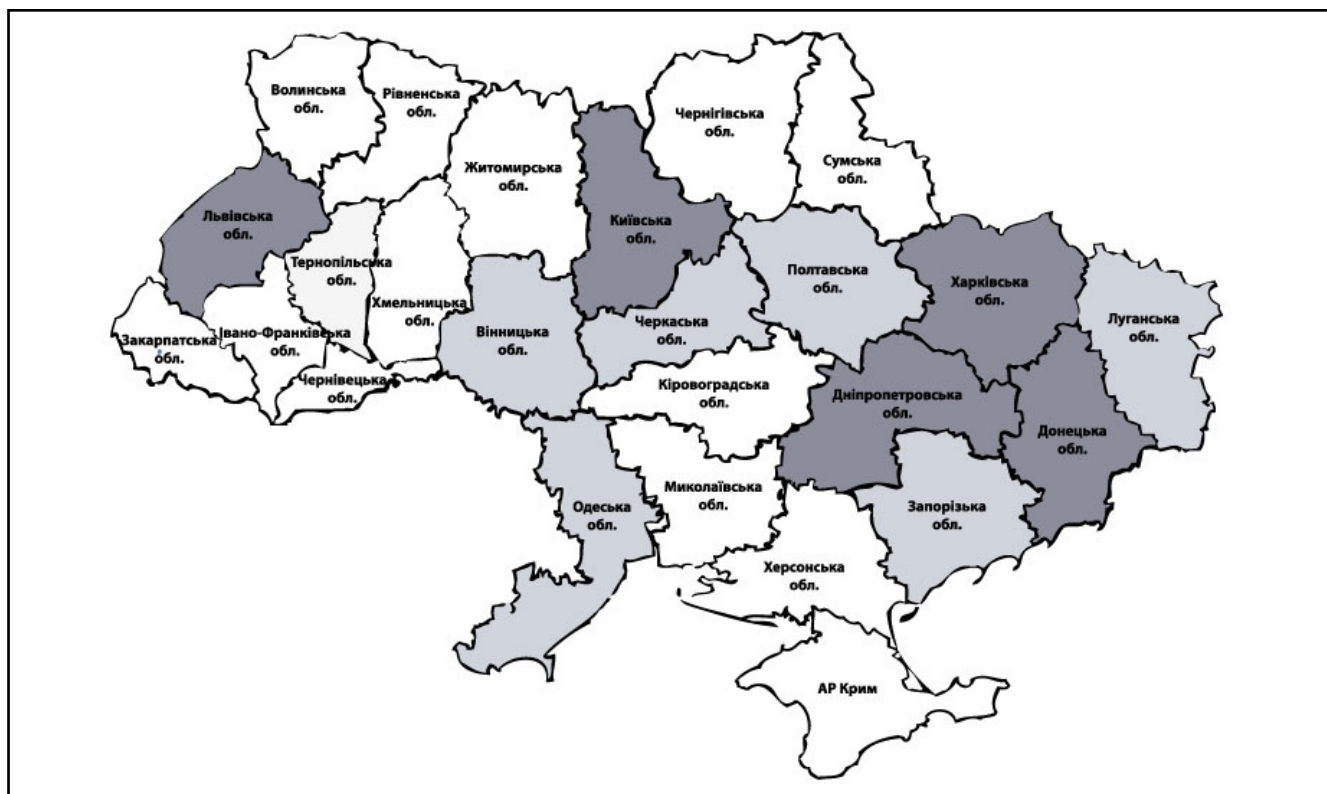 Волинська
обл.
Рівненська
обл.
Житомирська
обл.
Чернігівська
обл.
Сумська
обл.
Львівська
обл.
Київська
обл.
Тернопільська
обл.
Хмельницька
обл.
Вінницька
обл.
Черкаська
обл.
Полтавська
обл.
Харківська
обл.
Луганська
обл.
Закарпатська
обл.
Івано-Франківська
обл.
Чернівецька
обл.
Кіровоградська
обл.
Дніпропетровська
обл.
Донецька
обл.
Одеська
обл.
Миколаївська
обл.
Запорізька
обл.
Херсонська
обл.
АР Крим